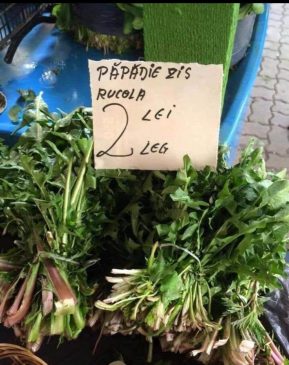 PĂPĂDIE ZIS
RUCOLA
2 LEI
LEG